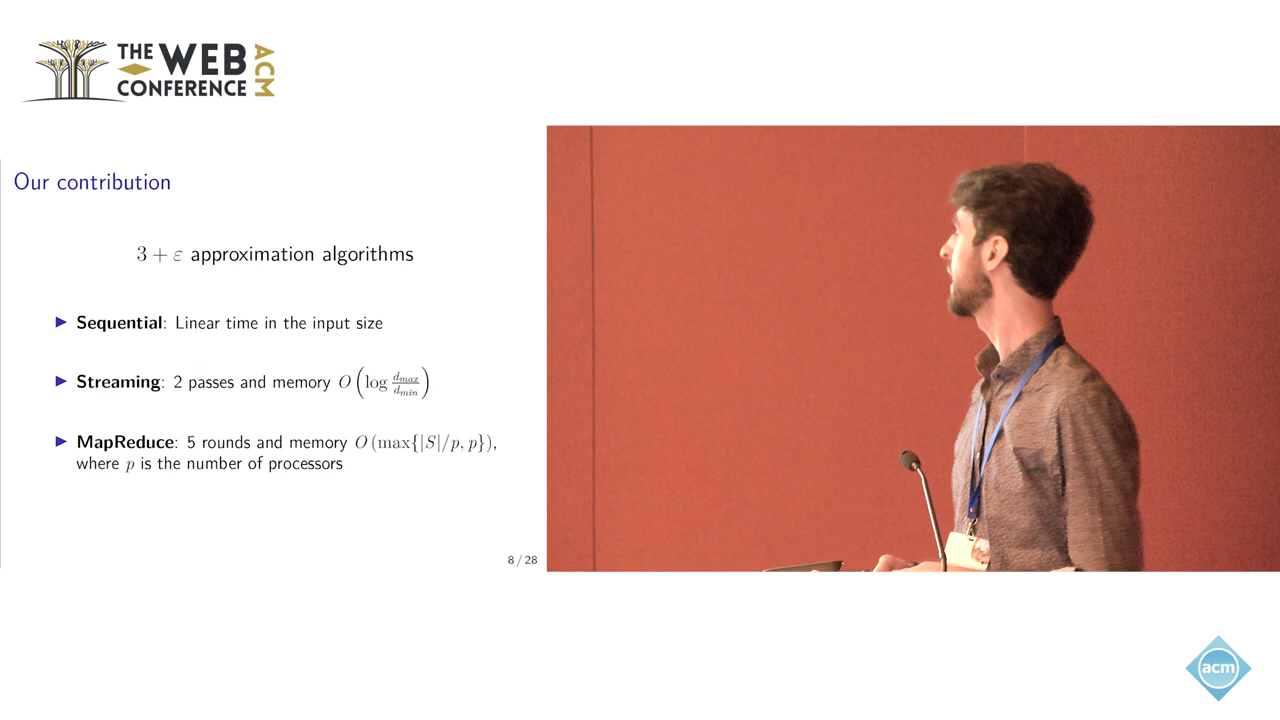 THE WEB
CONFERENCE
ACM
Our contribution
3 + ε approximation algorithms
▶ Sequential: Linear time in the input size
▶ Streaming: 2 passes and memory O(log d_max/d_min)
▶ MapReduce: 5 rounds and memory O(max{|S|/p, p}),
where p is the number of processors
8 / 28
acm